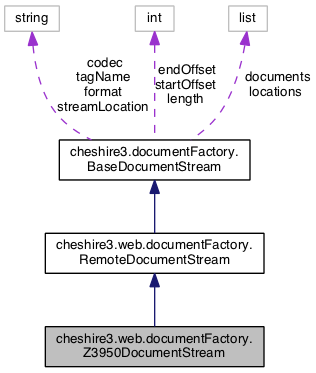 string
int
list
codec
tagName
format
streamLocation
endOffset
startOffset
length
documents
locations
cheshire3.documentFactory.
BaseDocumentStream
cheshire3.web.documentFactory.
RemoteDocumentStream
cheshire3.web.documentFactory.
Z3950DocumentStream